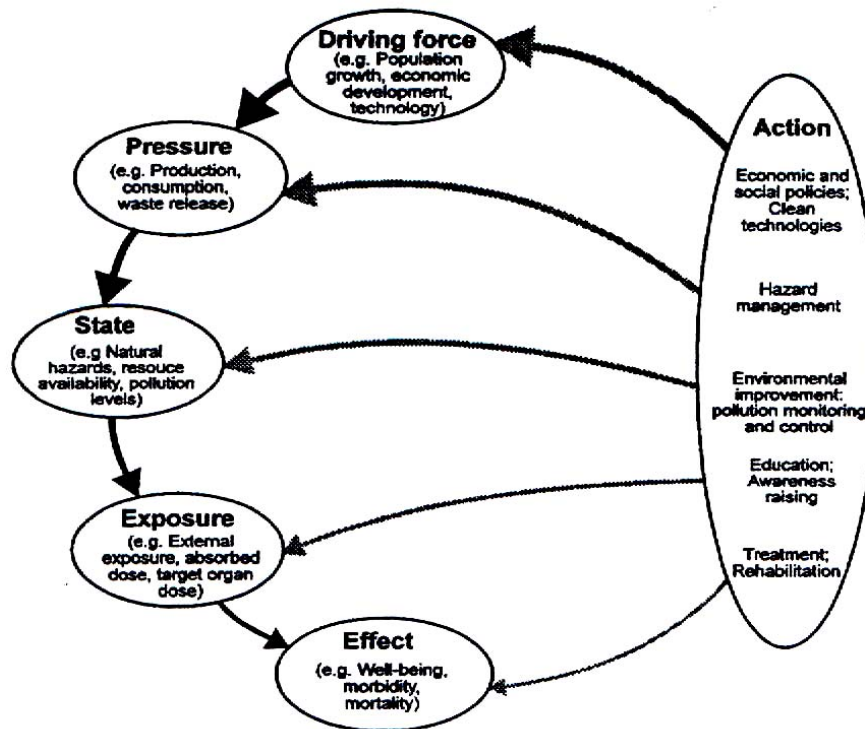 Driving force
(e.g. Population
growth, economic
development,
technology)
Pressure
(e.g. Production,
consumption,
waste release)
State
(e.g Natural
hazards, resouce
availability, pollution
levels)
Exposure
(e.g. External
exposure, absorbed
dose, target organ
dose)
Effect
(e.g. Well-being,
morbidity,
mortality)
Action
Economic and
social policies;
Clean
technologies
Hazard
management
Environmental
improvement:
pollution monitoring
and control
Education;
Awareness
raising
Treatment;
Rehabilitation